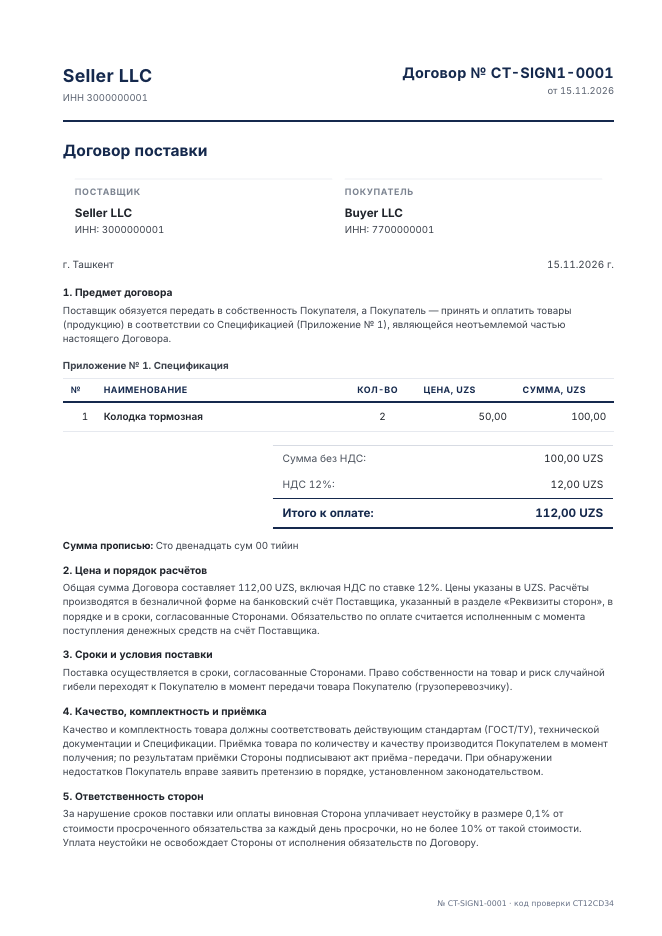 Seller LLC
Договор № CT-SIGN1-0001
ИНН 3000000001
от 15.11.2026
Договор поставки
ПОСТАВЩИК
ПОКУПАТЕЛЬ
Seller LLC
Buyer LLC
ИНН: 3000000001
ИНН: 7700000001
г. Ташкент
15.11.2026 г.
1. Предмет договора
Поставщик обязуется передать в собственность Покупателя, а Покупатель — принять и оплатить товары
(продукцию) в соответствии со Спецификацией (Приложение № 1), являющейся неотъемлемой частью
настоящего Договора.
Приложение № 1. Спецификация
№ НАИМЕНОВАНИЕ КОЛ-ВО ЦЕНА, UZS СУММА, UZS
1 Колодка тормозная 2 50,00 100,00
Сумма без НДС: 100,00 UZS
НДС 12%: 12,00 UZS
Итого к оплате: 112,00 UZS
Сумма прописью: Сто двенадцать сум 00 тийин
2. Цена и порядок расчётов
Общая сумма Договора составляет 112,00 UZS, включая НДС по ставке 12%. Цены указаны в UZS. Расчёты
производятся в безналичной форме на банковский счёт Поставщика, указанный в разделе «Реквизиты сторон», в
порядке и в сроки, согласованные Сторонами. Обязательство по оплате считается исполненным с момента
поступления денежных средств на счёт Поставщика.
3. Сроки и условия поставки
Поставка осуществляется в сроки, согласованные Сторонами. Право собственности на товар и риск случайной
гибели переходят к Покупателю в момент передачи товара Покупателю (грузоперевозчику).
4. Качество, комплектность и приёмка
Качество и комплектность товара должны соответствовать действующим стандартам (ГОСТ/ТУ), технической
документации и Спецификации. Приёмка товара по количеству и качеству производится Покупателем в момент
получения; по результатам приёмки Стороны подписывают акт приёма-передачи. При обнаружении
недостатков Покупатель вправе заявить претензию в порядке, установленном законодательством.
5. Ответственность сторон
За нарушение сроков поставки или оплаты виновная Сторона уплачивает неустойку в размере 0,1% от
стоимости просроченного обязательства за каждый день просрочки, но не более 10% от такой стоимости.
Уплата неустойки не освобождает Стороны от исполнения обязательств по Договору.
№ CT-SIGN1-0001 · код проверки CT12CD34